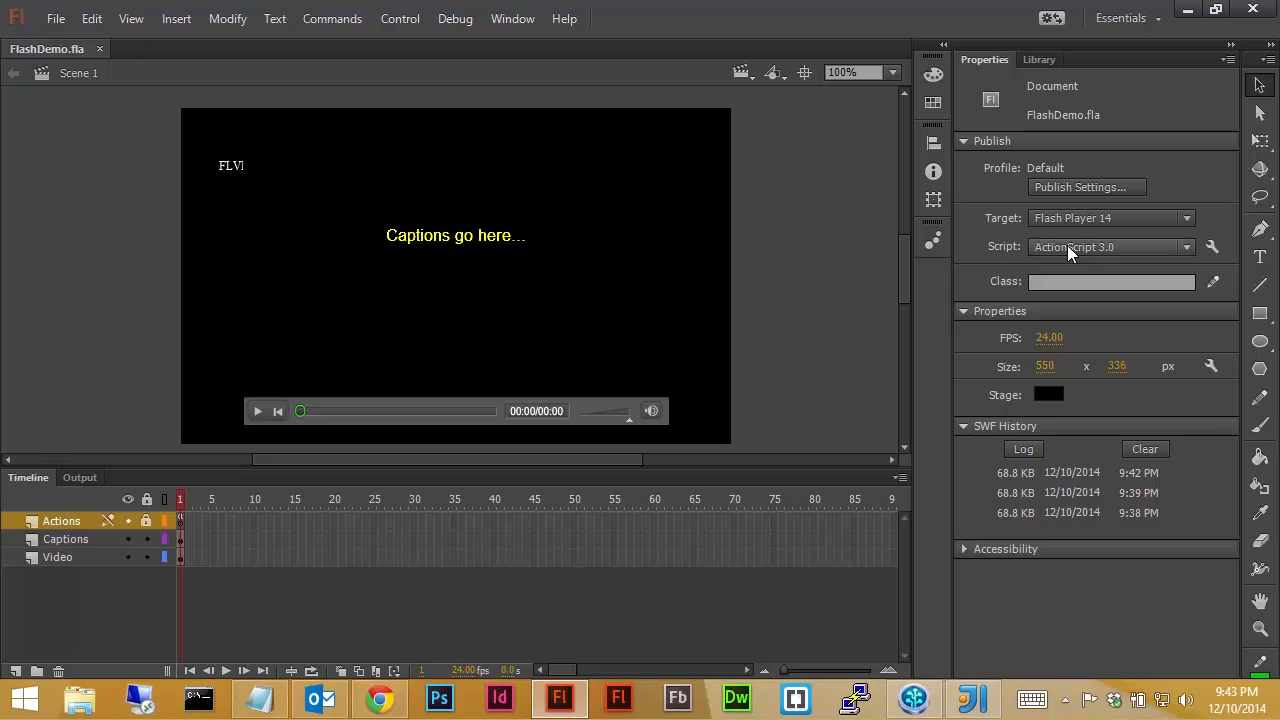 Fl File Edit View Insert Modify Text Commands Control Debug Window Help Essentials
FlashDemo.fla ×
Scene 1 100%
FLVI
Captions go here...
00:00/00:00
Properties Library
Document
Fl
FlashDemo.fla
Publish
Profile: Default
Publish Settings...
Target: Flash Player 14
Script: ActionScript 3.0
Class:
Properties
FPS: 24.00
Size: 550 x 336 px
Stage:
SWF History
Log Clear
68.8 KB 12/10/2014 9:42 PM
68.8 KB 12/10/2014 9:39 PM
68.8 KB 12/10/2014 9:38 PM
Accessibility
Timeline Output
1 5 10 15 20 25 30 35 40 45 50 55 60 65 70 75 80 85 9
Actions
Captions
Video
1 24.00 fps 0.0 s
Ps Id Fl Fl Fb Dw
9:43 PM
12/10/2014